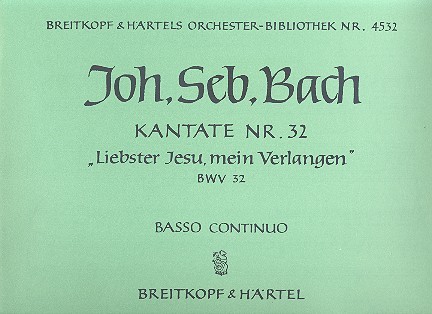 BREITKOPF & HÄRTELS ORCHESTER-BIBLIOTHEK NR. 4532
Joh. Seb. Bach
KANTATE NR. 32
„Liebster Jesu, mein Verlangen"
BWV 32
BASSO CONTINUO
BREITKOPF & HÄRTEL